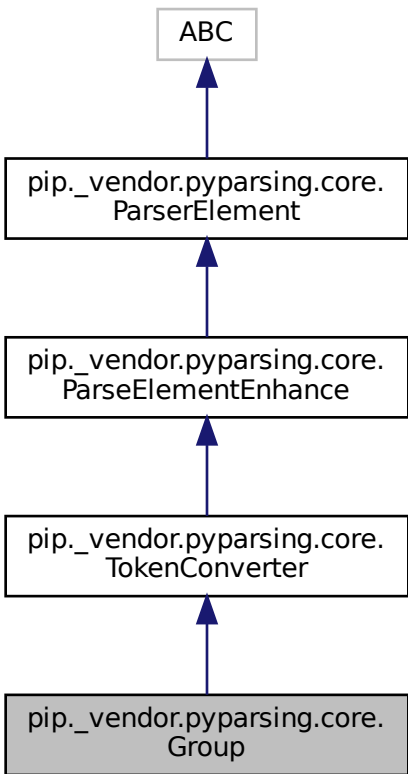 ABC
pip._vendor.pyparsing.core.
ParserElement
pip._vendor.pyparsing.core.
ParseElementEnhance
pip._vendor.pyparsing.core.
TokenConverter
pip._vendor.pyparsing.core.
Group